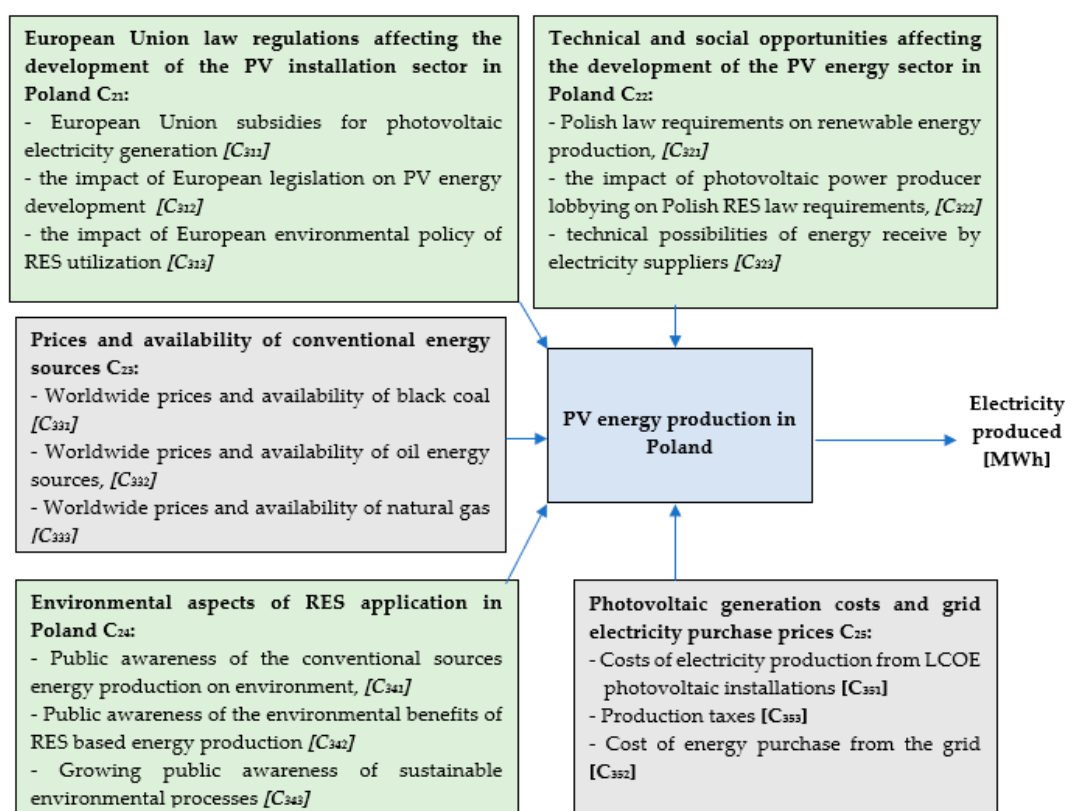 European Union law regulations affecting the
development of the PV installation sector in
Poland C₂₁:
- European Union subsidies for photovoltaic
electricity generation [C₃₁₁]
- the impact of European legislation on PV energy
development [C₃₁₂]
- the impact of European environmental policy of
RES utilization [C₃₁₃]
Technical and social opportunities affecting
the development of the PV energy sector in
Poland C₂₂:
- Polish law requirements on renewable energy
production, [C₃₂₁]
- the impact of photovoltaic power producer
lobbying on Polish RES law requirements, [C₃₂₂]
- technical possibilities of energy receive by
electricity suppliers [C₃₂₃]
Prices and availability of conventional energy
sources C₂₃:
- Worldwide prices and availability of black coal
[C₃₃₁]
- Worldwide prices and availability of oil energy
sources, [C₃₃₂]
- Worldwide prices and availability of natural gas
[C₃₃₃]
PV energy production in
Poland
Electricity
produced
[MWh]
Environmental aspects of RES application in
Poland C₂₄:
- Public awareness of the conventional sources
energy production on environment, [C₃₄₁]
- Public awareness of the environmental benefits of
RES based energy production [C₃₄₂]
- Growing public awareness of sustainable
environmental processes [C₃₄₃]
Photovoltaic generation costs and grid
electricity purchase prices C₂₅:
- Costs of electricity production from LCOE
photovoltaic installations [C₃₅₁]
- Production taxes [C₃₅₃]
- Cost of energy purchase from the grid
[C₃₅₂]